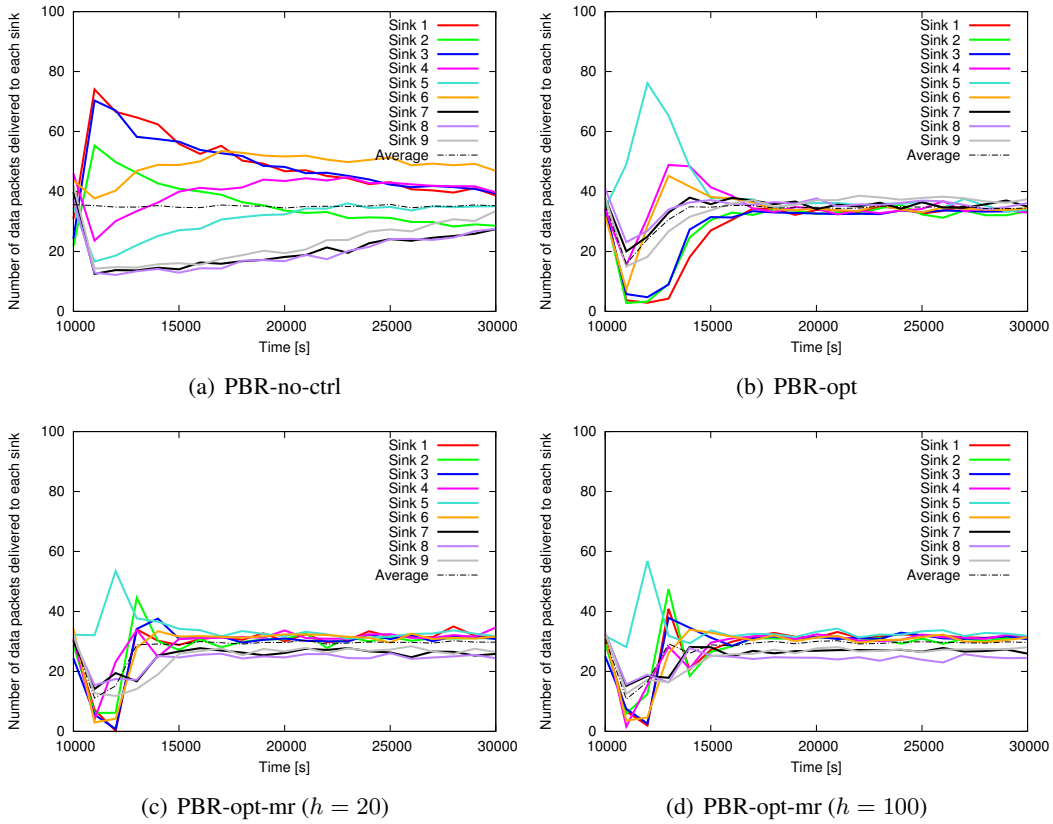 Number of data packets delivered to each sink
100
80
60
40
20
0
10000 15000 20000 25000 30000
Time [s]
Sink 1
Sink 2
Sink 3
Sink 4
Sink 5
Sink 6
Sink 7
Sink 8
Sink 9
Average
(a) PBR-no-ctrl
Number of data packets delivered to each sink
100
80
60
40
20
0
10000 15000 20000 25000 30000
Time [s]
Sink 1
Sink 2
Sink 3
Sink 4
Sink 5
Sink 6
Sink 7
Sink 8
Sink 9
Average
(b) PBR-opt
Number of data packets delivered to each sink
100
80
60
40
20
0
10000 15000 20000 25000 30000
Time [s]
Sink 1
Sink 2
Sink 3
Sink 4
Sink 5
Sink 6
Sink 7
Sink 8
Sink 9
Average
(c) PBR-opt-mr (h = 20)
Number of data packets delivered to each sink
100
80
60
40
20
0
10000 15000 20000 25000 30000
Time [s]
Sink 1
Sink 2
Sink 3
Sink 4
Sink 5
Sink 6
Sink 7
Sink 8
Sink 9
Average
(d) PBR-opt-mr (h = 100)